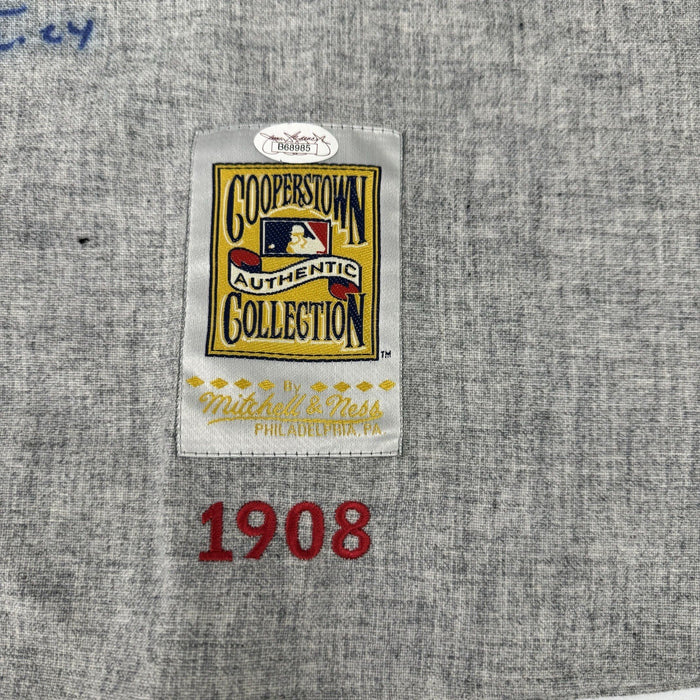 B68985
COOPERSTOWN
AUTHENTIC
COLLECTION
TM
By
Mitchell & Ness
PHILADELPHIA, PA
1908